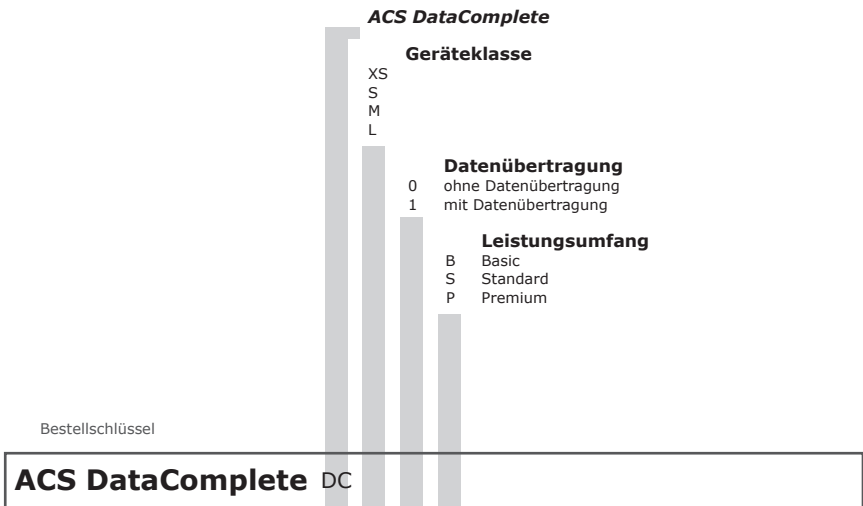 ACS DataComplete
Geräteklasse
XS
S
M
L
Datenübertragung
0 ohne Datenübertragung
1 mit Datenübertragung
Leistungsumfang
B Basic
S Standard
P Premium
Bestellschlüssel
ACS DataComplete DC